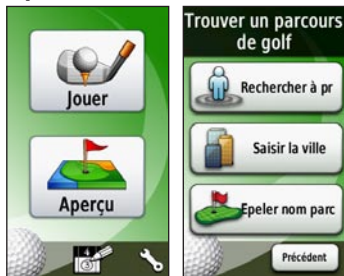 Jouer
Aperçu
Trouver un parcours
de golf
Rechercher à pr
Saisir la ville
Epeler nom parc
Précédent